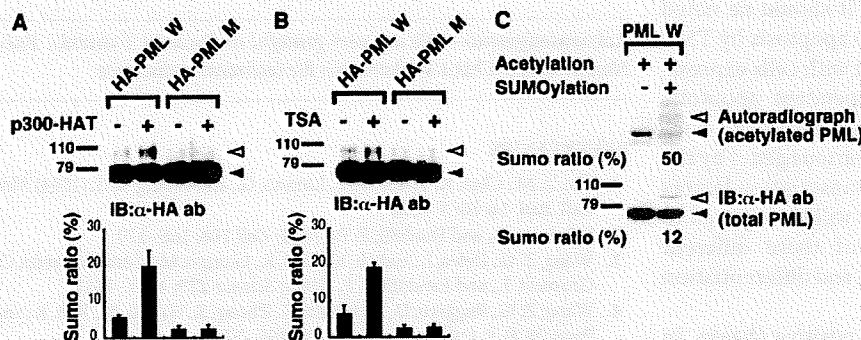 A
HA-PML W
HA-PML M
p300-HAT - + - +
110
79
IB:α-HA ab
Sumo ratio (%)
30
20
10
0
B
HA-PML W
HA-PML M
TSA - + - +
110
79
IB:α-HA ab
Sumo ratio (%)
30
20
10
0
C
PML W
Acetylation + +
SUMOylation - +
Autoradiograph
(acetylated PML)
Sumo ratio (%) 50
110
79
IB:α-HA ab
(total PML)
Sumo ratio (%) 12